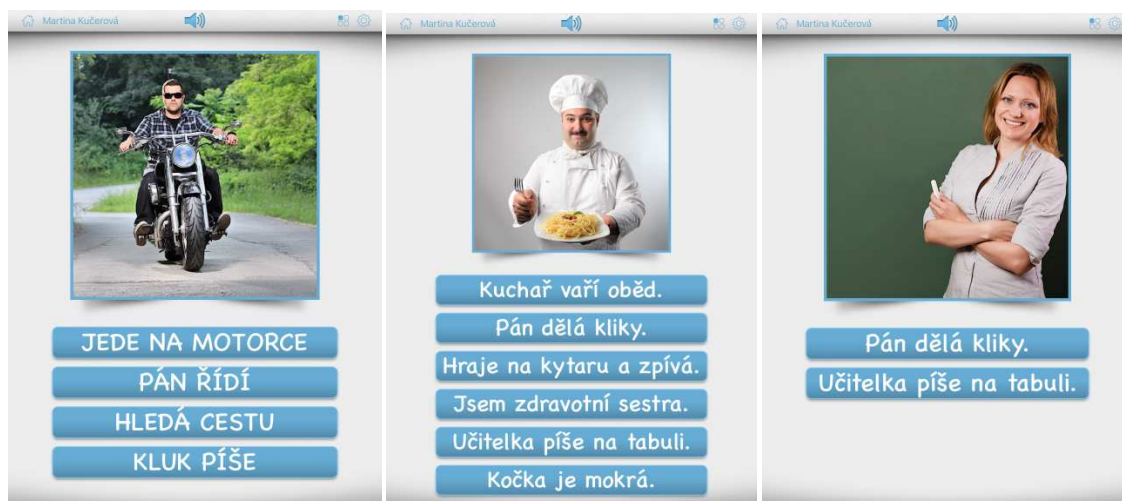 Martina Kučerová
JEDE NA MOTORCE
PÁN ŘÍDÍ
HLEDÁ CESTU
KLUK PÍŠE
Martina Kučerová
Kuchař vaří oběd.
Pán dělá kliky.
Hraje na kytaru a zpívá.
Jsem zdravotní sestra.
Učitelka píše na tabuli.
Kočka je mokrá.
Martina Kučerová
Pán dělá kliky.
Učitelka píše na tabuli.